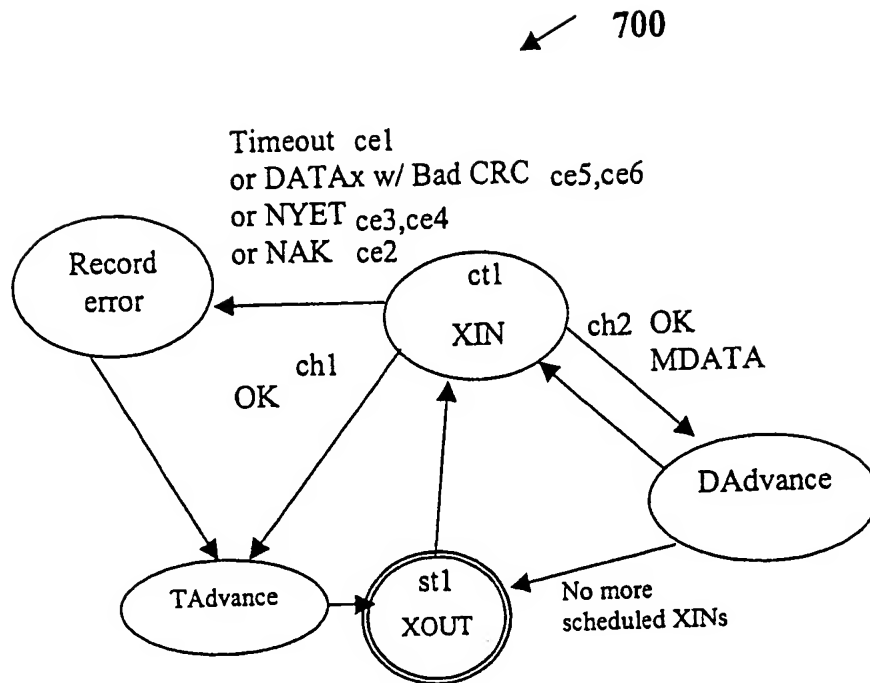 700
Timeout ce1
or DATAx w/ Bad CRC ce5,ce6
or NYET ce3,ce4
or NAK ce2
Record
error
ct1
XIN
ch2 OK
MDATA
ch1
OK
DAdvance
TAdvance
st1
XOUT
No more
scheduled XINs